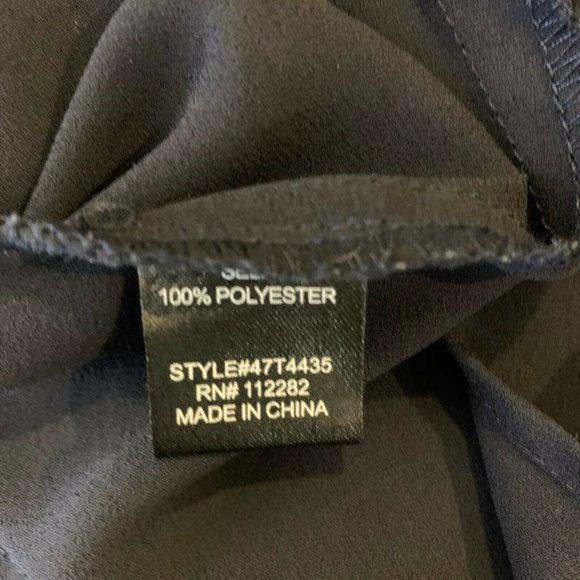 100% POLYESTER
STYLE#47T4435
RN# 112282
MADE IN CHINA